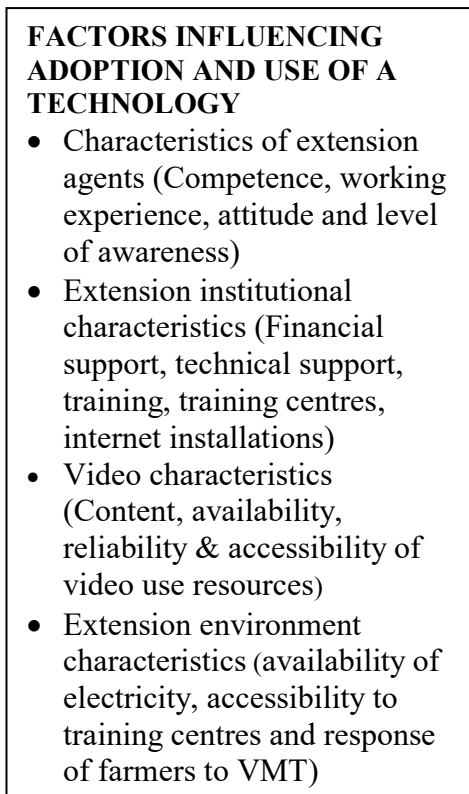 FACTORS INFLUENCING
ADOPTION AND USE OF A
TECHNOLOGY
• Characteristics of extension
agents (Competence, working
experience, attitude and level
of awareness)
• Extension institutional
characteristics (Financial
support, technical support,
training, training centres,
internet installations)
• Video characteristics
(Content, availability,
reliability & accessibility of
video use resources)
• Extension environment
characteristics (availability of
electricity, accessibility to
training centres and response
of farmers to VMT)